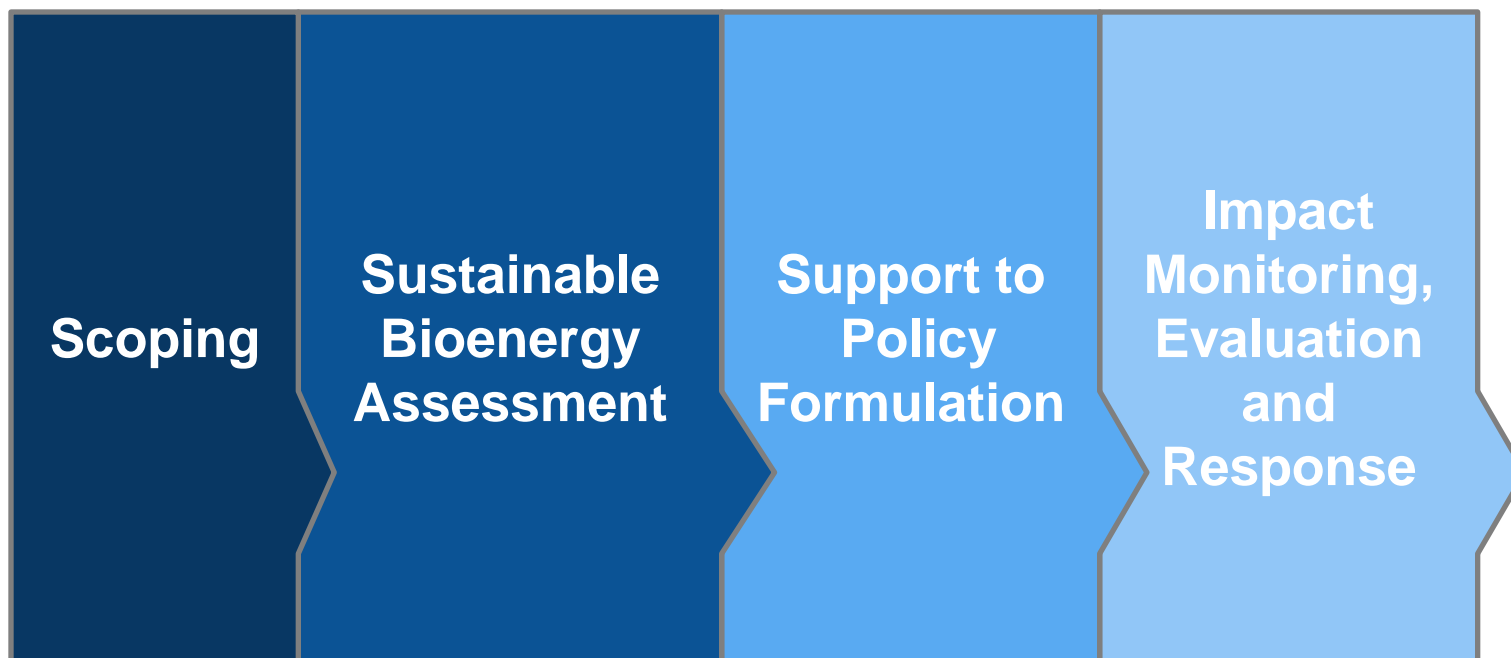 Scoping
Sustainable
Bioenergy
Assessment
Support to
Policy
Formulation
Impact
Monitoring,
Evaluation
and
Response